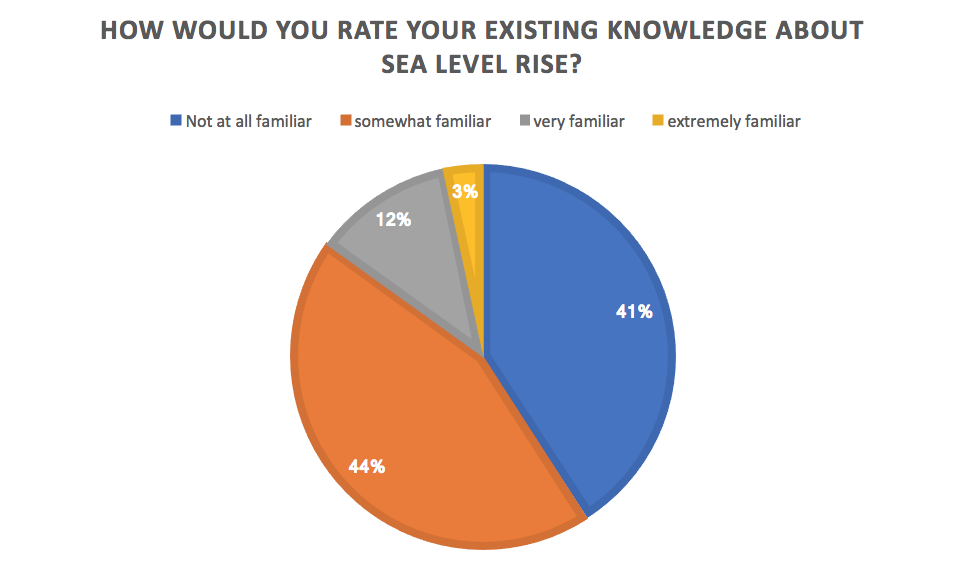 HOW WOULD YOU RATE YOUR EXISTING KNOWLEDGE ABOUT
SEA LEVEL RISE?
Not at all familiar somewhat familiar very familiar extremely familiar
3%
12%
41%
44%